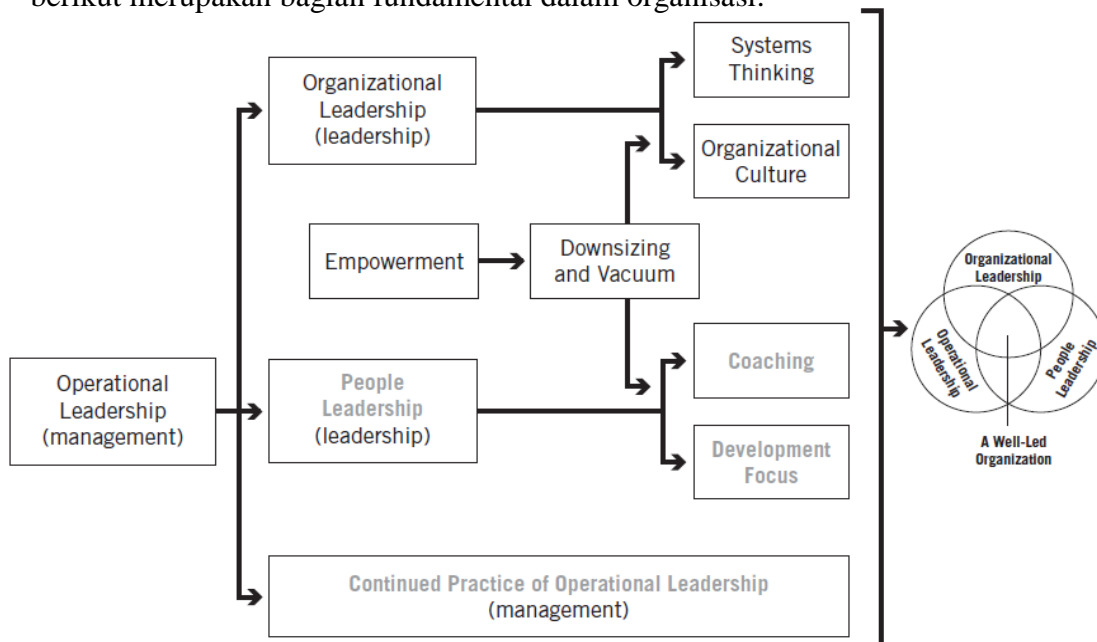 berikut merupakan bagian fundamental dalam organisasi.
Systems
Thinking
Organizational
Leadership
(leadership)
Organizational
Culture
Empowerment
Downsizing
and Vacuum
Organizational
Leadership
Operational
Leadership
People
Leadership
A Well-Led
Organization
Operational
Leadership
(management)
People
Leadership
(leadership)
Coaching
Development
Focus
Continued Practice of Operational Leadership
(management)